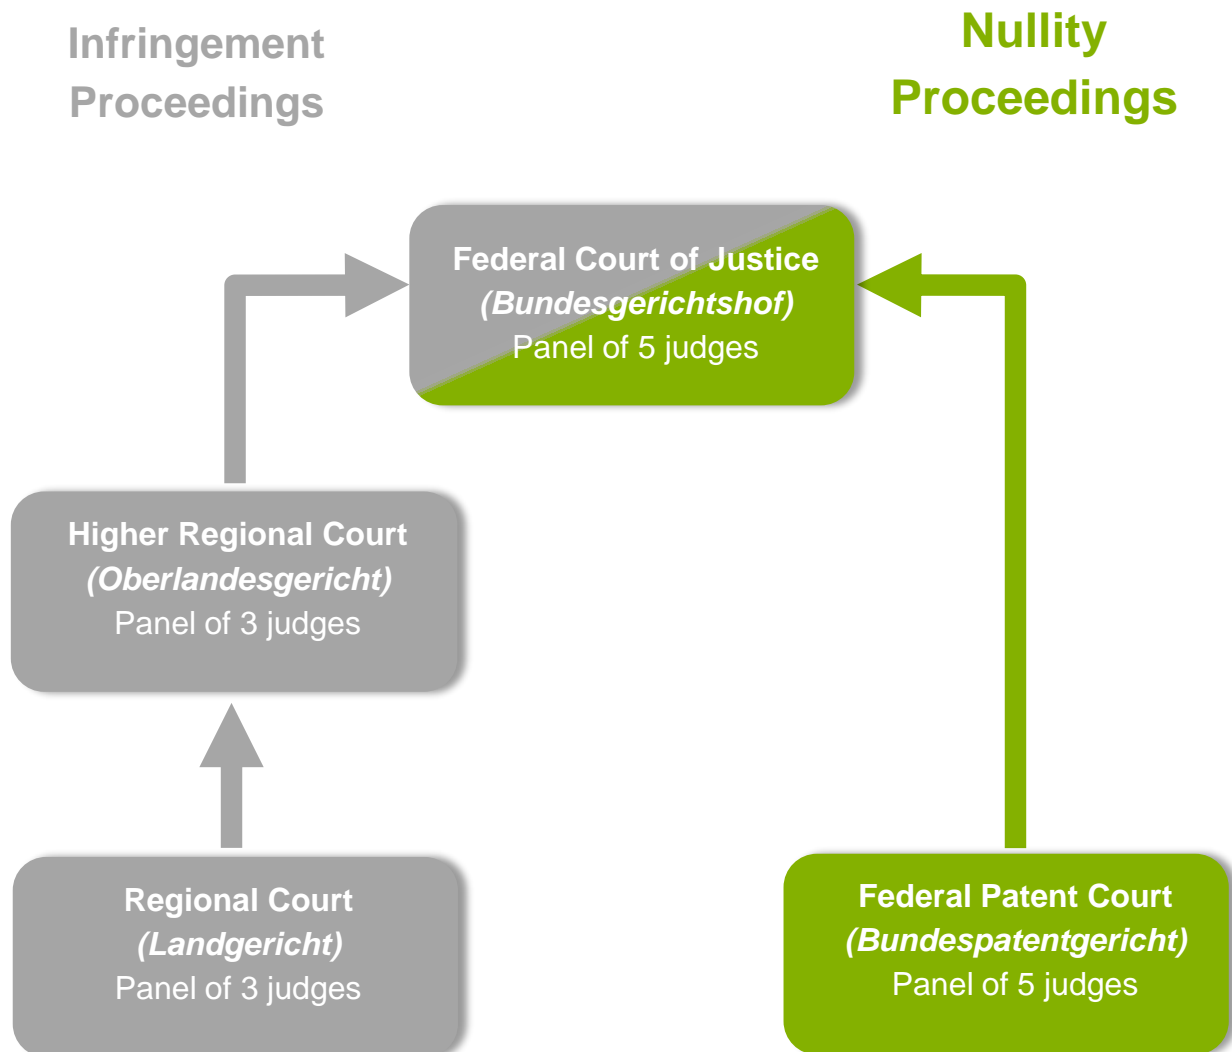 Infringement
Proceedings
Nullity
Proceedings
Federal Court of Justice
(Bundesgerichtshof)
Panel of 5 judges
Higher Regional Court
(Oberlandesgericht)
Panel of 3 judges
Regional Court
(Landgericht)
Panel of 3 judges
Federal Patent Court
(Bundespatentgericht)
Panel of 5 judges